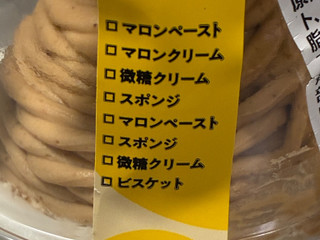 □ マロンペースト
□ マロンクリーム
□ 微糖クリーム
□ スポンジ
□ マロンペースト
□ スポンジ
□ 微糖クリーム
□ ビスケット